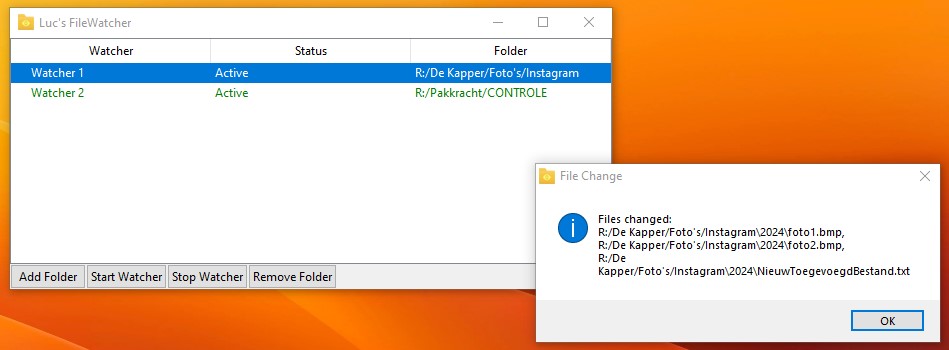 Luc's FileWatcher
Watcher Status Folder
Watcher 1 Active R:/De Kapper/Foto's/Instagram
Watcher 2 Active R:/Pakkracht/CONTROLE
Add Folder Start Watcher Stop Watcher Remove Folder
File Change
Files changed:
R:/De Kapper/Foto's/Instagram\2024\foto1.bmp,
R:/De Kapper/Foto's/Instagram\2024\foto2.bmp,
R:/De
Kapper/Foto's/Instagram\2024\NieuwToegevoegdBestand.txt
OK